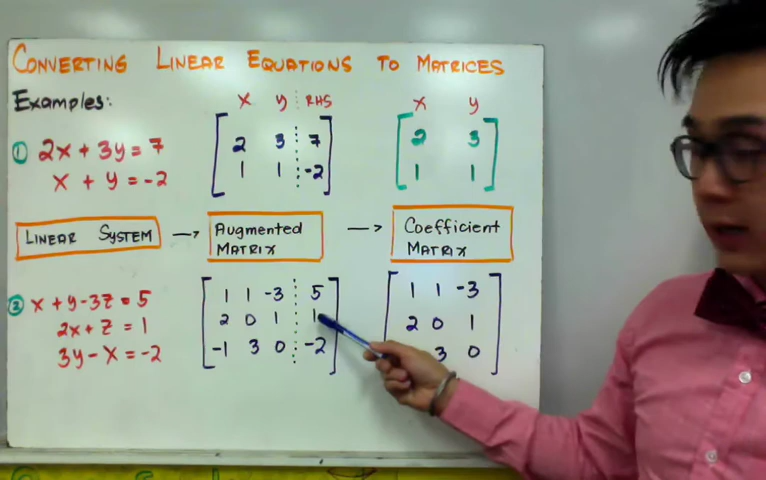 CONVERTING LINEAR EQUATIONS TO MATRICES
Examples:
x y RHS
x y
① 2x + 3y = 7
x + y = -2
2 3 7
1 1 -2
2 3
1 1
LINEAR SYSTEM → Augmented MATRIX → Coefficient MATRIX
② x + y - 3z = 5
2x + z = 1
3y - x = -2
1 1 -3 5
2 0 1 1
-1 3 0 -2
1 1 -3
2 0 1
3 0